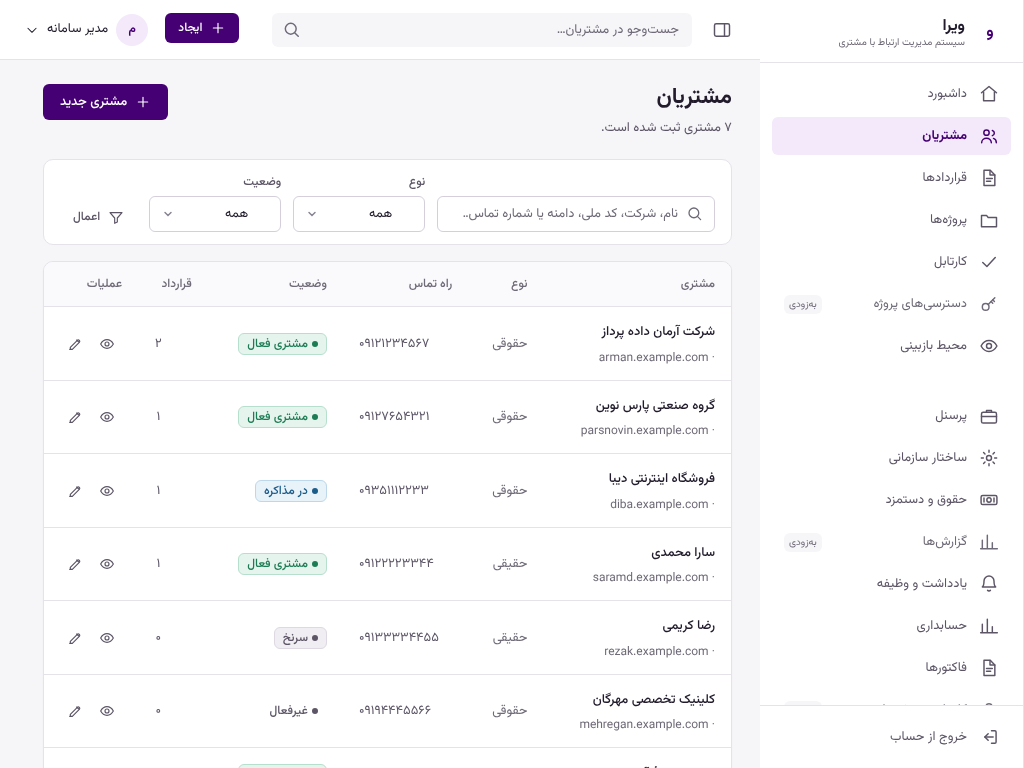 و
ویرا
سیستم مدیریت ارتباط با مشتری
داشبورد
مشتریان
قراردادها
پروژه‌ها
کارتابل
دسترسی‌های پروژه
به‌زودی
محیط بازبینی
پرسنل
ساختار سازمانی
حقوق و دستمزد
گزارش‌ها
به‌زودی
یادداشت و وظیفه
حسابداری
فاکتورها
خروج از حساب
جست‌وجو در مشتریان...
ایجاد
م
مدیر سامانه
مشتریان
۷ مشتری ثبت شده است.
مشتری جدید
نوع
وضعیت
نام، شرکت، کد ملی، دامنه یا شماره تماس..
همه
همه
اعمال
مشتری نوع راه تماس وضعیت قرارداد عملیات
شرکت آرمان داده پرداز
· arman.example.com
حقوقی ۰۹۱۲۱۲۳۴۵۶۷ مشتری فعال ۲
گروه صنعتی پارس نوین
· parsnovin.example.com
حقوقی ۰۹۱۲۷۶۵۴۳۲۱ مشتری فعال ۱
فروشگاه اینترنتی دیبا
· diba.example.com
حقوقی ۰۹۳۵۱۱۱۲۲۳۳ در مذاکره ۱
سارا محمدی
· saramd.example.com
حقیقی ۰۹۱۲۲۲۲۳۳۴۴ مشتری فعال ۱
رضا کریمی
· rezak.example.com
حقیقی ۰۹۱۳۳۳۳۴۴۵۵ سرنخ ۰
کلینیک تخصصی مهرگان
· mehregan.example.com
حقوقی ۰۹۱۹۴۴۴۵۵۶۶ غیرفعال ۰